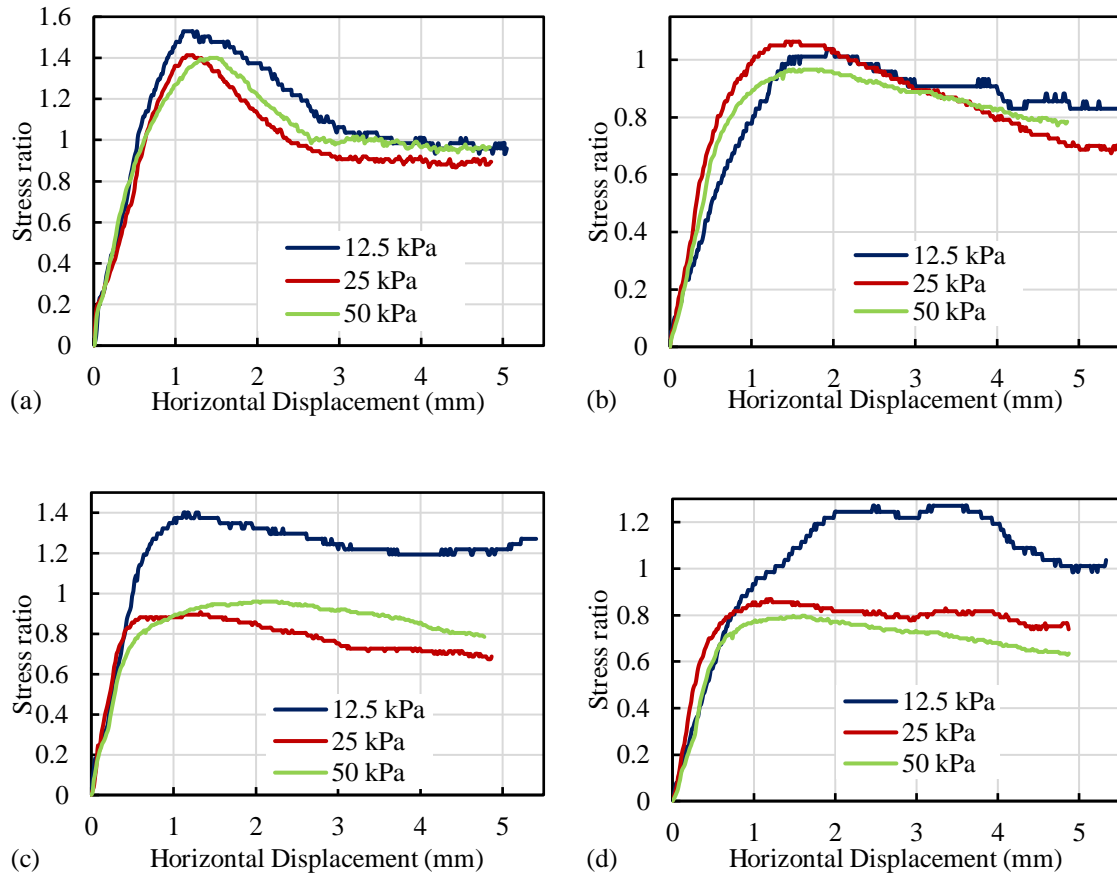 1.6
1.4
1.2
1
0.8
0.6
0.4
0.2
0
Stress ratio
12.5 kPa
25 kPa
50 kPa
0 1 2 3 4 5
Horizontal Displacement (mm)
(a)
1
0.8
0.6
0.4
0.2
0
Stress ratio
12.5 kPa
25 kPa
50 kPa
0 1 2 3 4 5
Horizontal Displacement (mm)
(b)
1.4
1.2
1
0.8
0.6
0.4
0.2
0
Stress ratio
12.5 kPa
25 kPa
50 kPa
0 1 2 3 4 5
Horizontal Displacement (mm)
(c)
1.2
1
0.8
0.6
0.4
0.2
0
Stress ratio
12.5 kPa
25 kPa
50 kPa
0 1 2 3 4 5
Horizontal Displacement (mm)
(d)